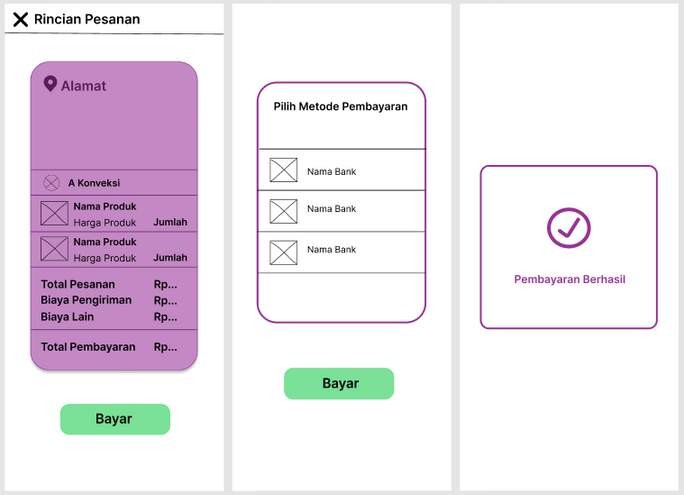 Rincian Pesanan
Alamat
A Konveksi
Nama Produk
Harga Produk Jumlah
Nama Produk
Harga Produk Jumlah
Total Pesanan Rp...
Biaya Pengiriman Rp...
Biaya Lain Rp...
Total Pembayaran Rp...
Bayar
Pilih Metode Pembayaran
Nama Bank
Nama Bank
Nama Bank
Bayar
Pembayaran Berhasil